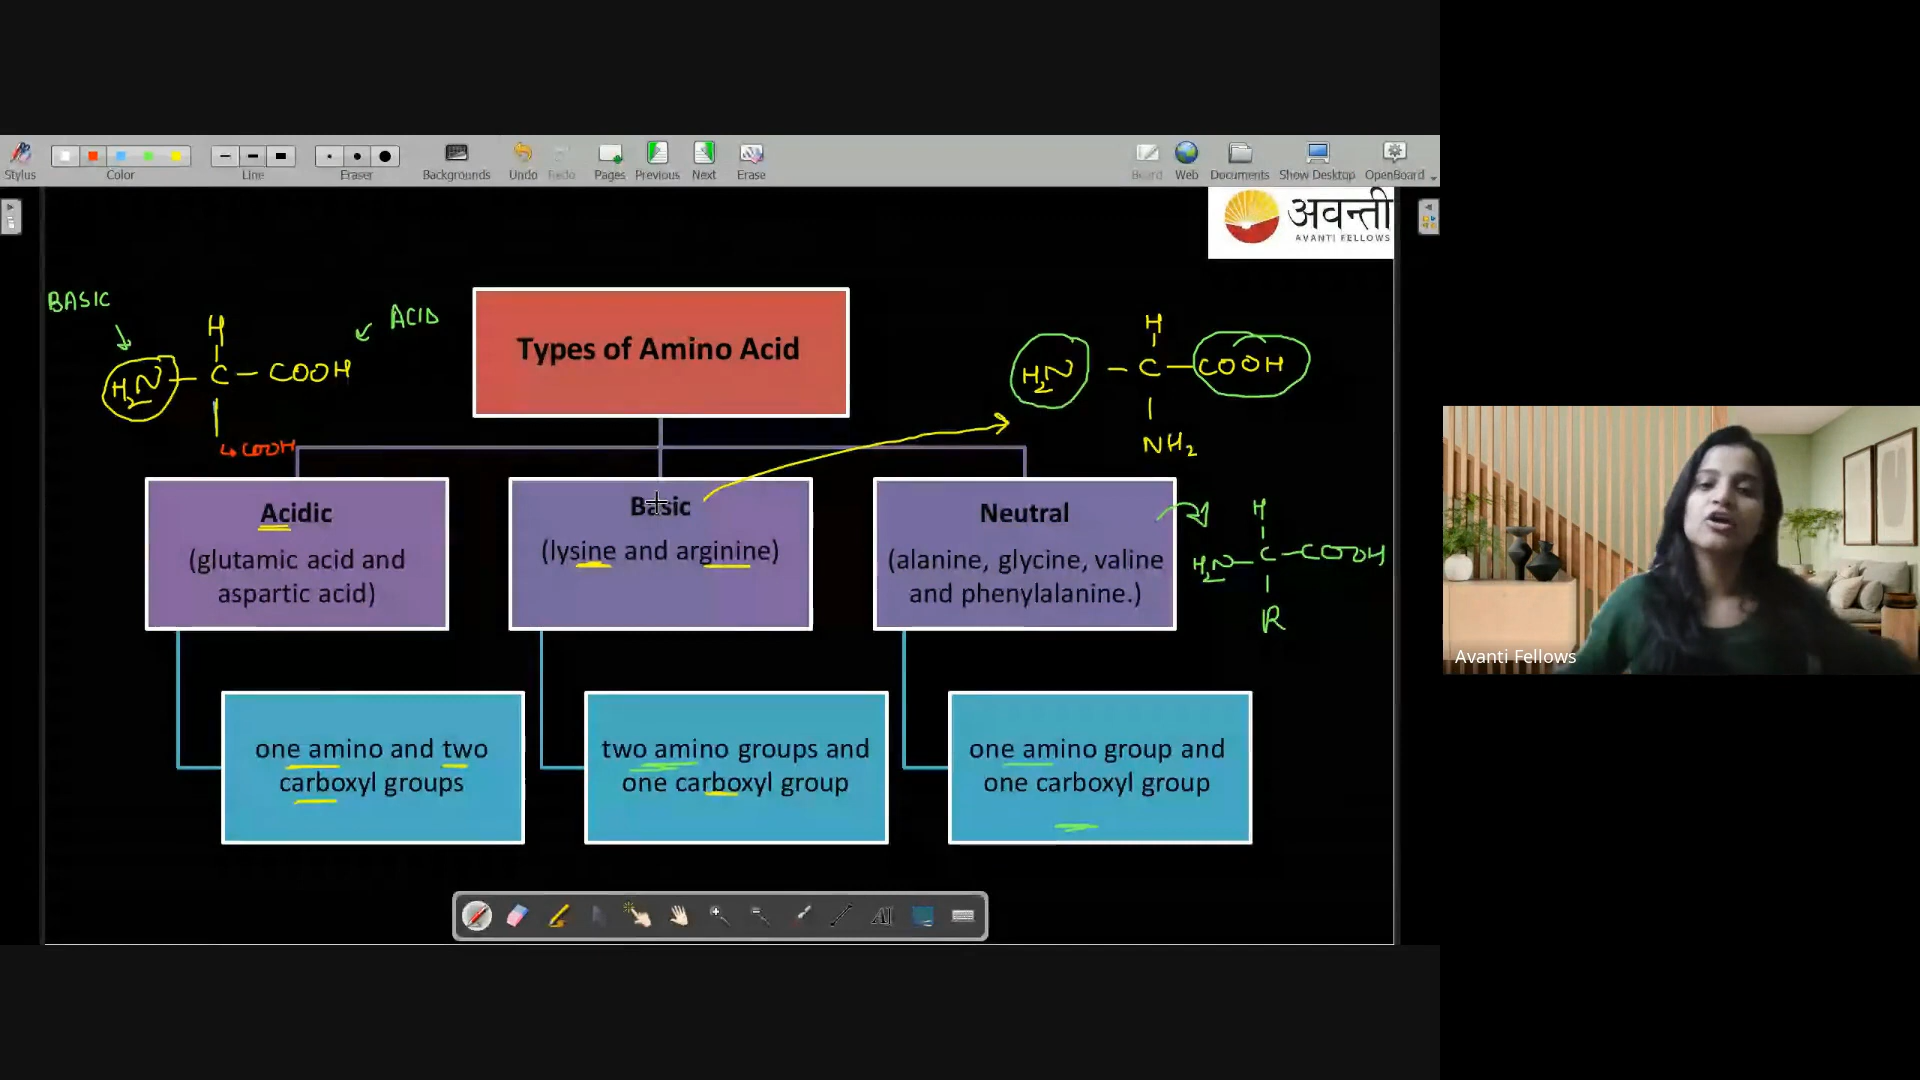 Stylus
Color
Line
Eraser
Backgrounds
Undo
Redo
Pages
Previous
Next
Erase
Board
Web
Documents
Show Desktop
OpenBoard
अवन्ती
AVANTI FELLOWS
BASIC
ACID
H
H2N - C - COOH
COOH
Types of Amino Acid
H
H2N - C - COOH
NH2
Acidic
(glutamic acid and
aspartic acid)
Basic
(lysine and arginine)
Neutral
(alanine, glycine, valine
and phenylalanine.)
H
H2N - C - COOH
R
one amino and two
carboxyl groups
two amino groups and
one carboxyl group
one amino group and
one carboxyl group
AI
Avanti Fellows